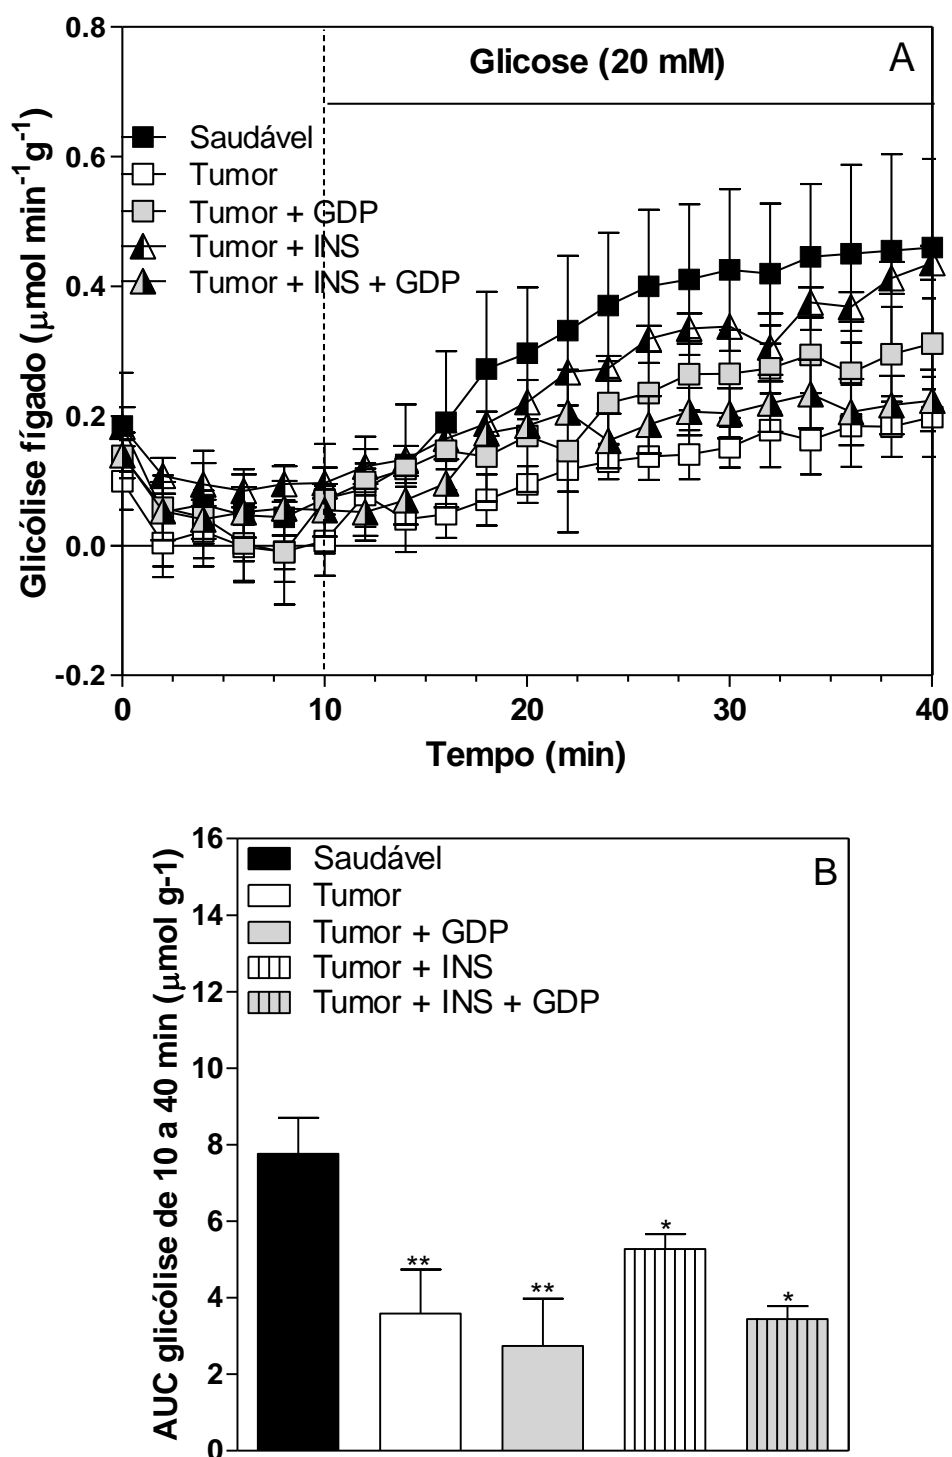 A
Glicose (20 mM)
Saudável
Tumor
Tumor + GDP
Tumor + INS
Tumor + INS + GDP
Glicólise fígado (μmol min-1g-1)
0.8
0.6
0.4
0.2
0.0
-0.2
0 10 20 30 40
Tempo (min)
B
Saudável
Tumor
Tumor + GDP
Tumor + INS
Tumor + INS + GDP
AUC glicólise de 10 a 40 min (μmol g-1)
16
14
12
10
8
6
4
2
0
** ** * *